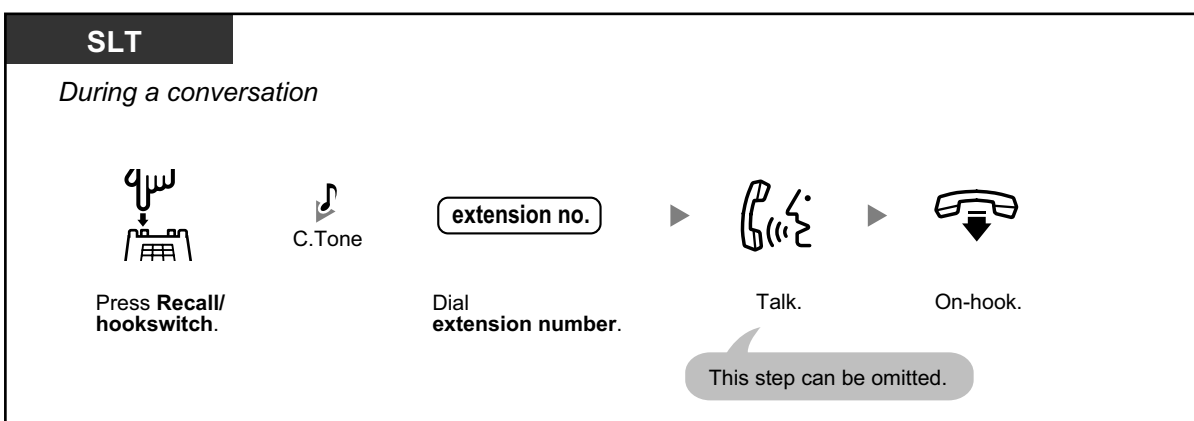 SLT
During a conversation
C.Tone
extension no.
Press Recall/
hookswitch.
Dial
extension number.
Talk.
On-hook.
This step can be omitted.